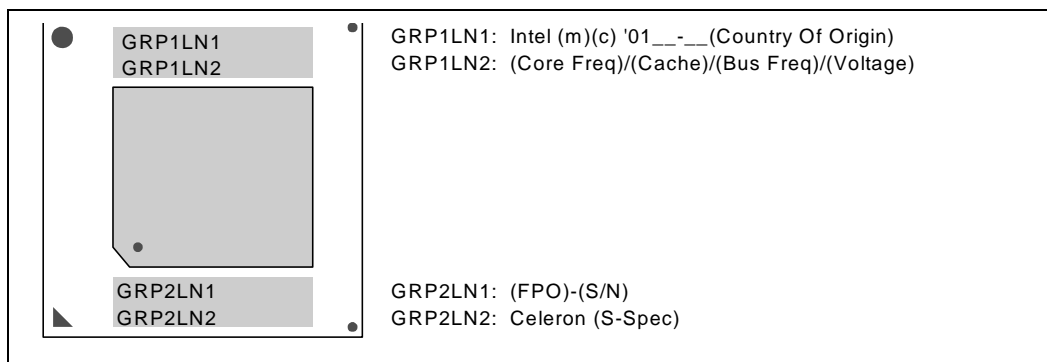 GRP1LN1
GRP1LN2
GRP1LN1: Intel (m)(c) '01__-__(Country Of Origin)
GRP1LN2: (Core Freq)/(Cache)/(Bus Freq)/(Voltage)
GRP2LN1
GRP2LN2
GRP2LN1: (FPO)-(S/N)
GRP2LN2: Celeron (S-Spec)